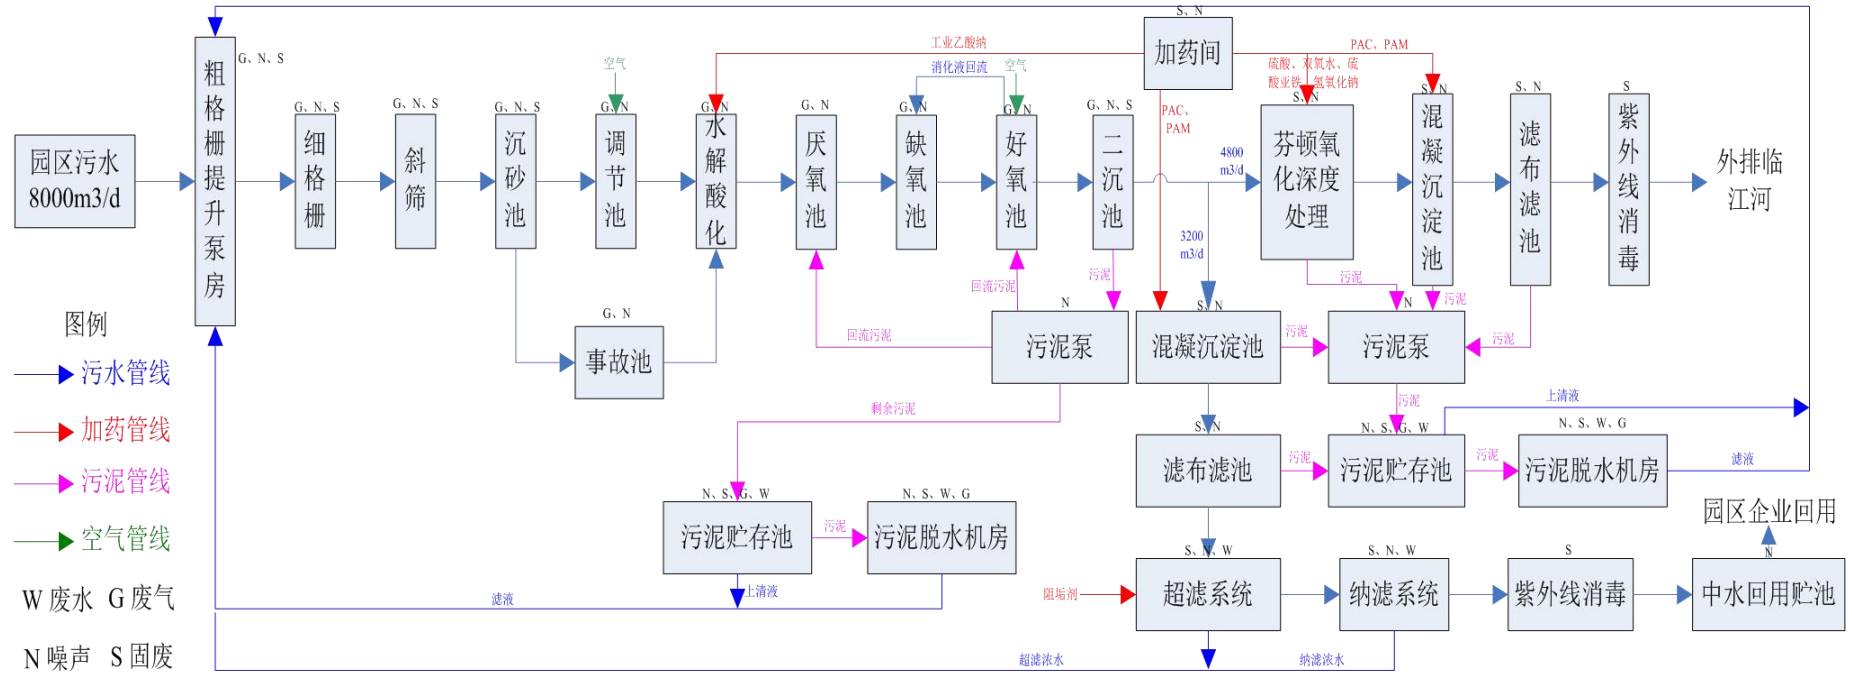 S、N
加药间
工业乙酸纳
PAC、PAM
硫酸、双氧水、硫
酸亚铁、氢氧化钠
空气
消化液回流
空气
G、N、S
粗格栅提升泵房
园区污水
8000m3/d
G、N、S
细格栅
G、N、S
斜筛
G、N、S
沉砂池
G、N
调节池
G、N
水解酸化
G、N
厌氧池
G、N
缺氧池
G、N
好氧池
G、N、S
二沉池
PAC、
PAM
4800
m3/d
S、N
芬顿氧
化深度
处理
S、N
混凝沉淀池
S、N
滤布滤池
S
紫外线消毒
外排临
江河
3200
m3/d
污泥
回流污泥
回流污泥
污泥
污泥
G、N
事故池
N
污泥泵
S、N
混凝沉淀池
污泥
N
污泥泵
污泥
图例
污水管线
加药管线
污泥管线
空气管线
W 废水 G 废气
N 噪声 S 固废
剩余污泥
污泥
上清液
S、N
滤布滤池
污泥
N、S、G、W
污泥贮存池
污泥
N、S、W、G
污泥脱水机房
滤液
N、S、G、W
污泥贮存池
污泥
N、S、W、G
污泥脱水机房
上清液
滤液
园区企业回用
阻垢剂
S、N、W
超滤系统
S、N、W
纳滤系统
S
紫外线消毒
N
中水回用贮池
超滤浓水
纳滤浓水